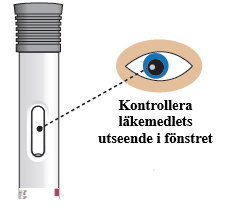 Kontrollera
läkemedlets
utseende i fönstret